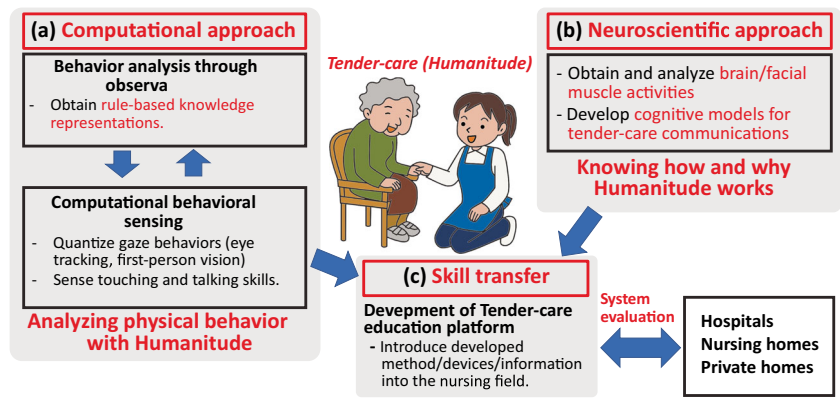 (a) Computational approach
Behavior analysis through
observa
- Obtain rule-based knowledge
representations.
Computational behavioral
sensing
- Quantize gaze behaviors (eye
tracking, first-person vision)
- Sense touching and talking skills.
Analyzing physical behavior
with Humanitude
Tender-care (Humanitude)
(b) Neuroscientific approach
- Obtain and analyze brain/facial
muscle activities
- Develop cognitive models for
tender-care communications
Knowing how and why
Humanitude works
(c) Skill transfer
Devepment of Tender-care
education platform
- Introduce developed
method/devices/information
into the nursing field.
System
evaluation
Hospitals
Nursing homes
Private homes